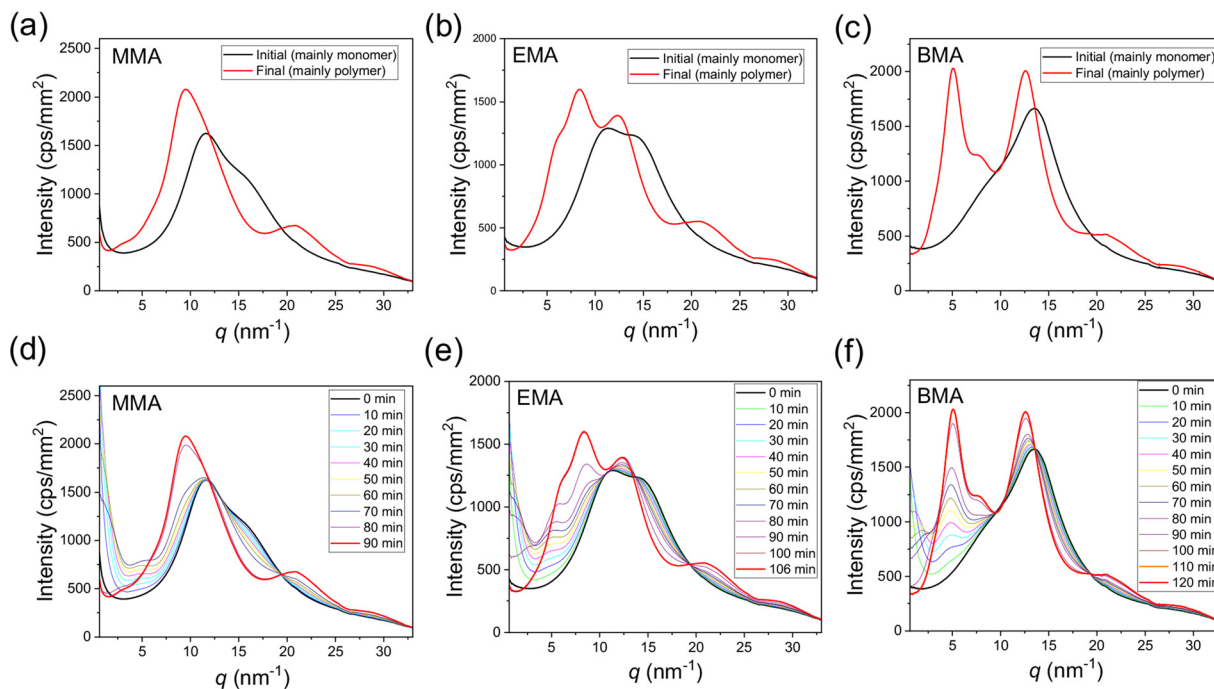 (a)
MMA
Initial (mainly monomer)
Final (mainly polymer)
Intensity (cps/mm²)
2500
2000
1500
1000
500
0
5 10 15 20 25 30
q (nm⁻¹)
(b)
EMA
Initial (mainly monomer)
Final (mainly polymer)
Intensity (cps/mm²)
2000
1500
1000
500
0
5 10 15 20 25 30
q (nm⁻¹)
(c)
BMA
Initial (mainly monomer)
Final (mainly polymer)
Intensity (cps/mm²)
2000
1500
1000
500
0
5 10 15 20 25 30
q (nm⁻¹)
(d)
MMA
0 min
10 min
20 min
30 min
40 min
50 min
60 min
70 min
80 min
90 min
Intensity (cps/mm²)
2500
2000
1500
1000
500
0
5 10 15 20 25 30
q (nm⁻¹)
(e)
EMA
0 min
10 min
20 min
30 min
40 min
50 min
60 min
70 min
80 min
90 min
100 min
106 min
Intensity (cps/mm²)
2000
1500
1000
500
0
5 10 15 20 25 30
q (nm⁻¹)
(f)
BMA
0 min
10 min
20 min
30 min
40 min
50 min
60 min
70 min
80 min
90 min
100 min
110 min
120 min
Intensity (cps/mm²)
2000
1500
1000
500
0
5 10 15 20 25 30
q (nm⁻¹)